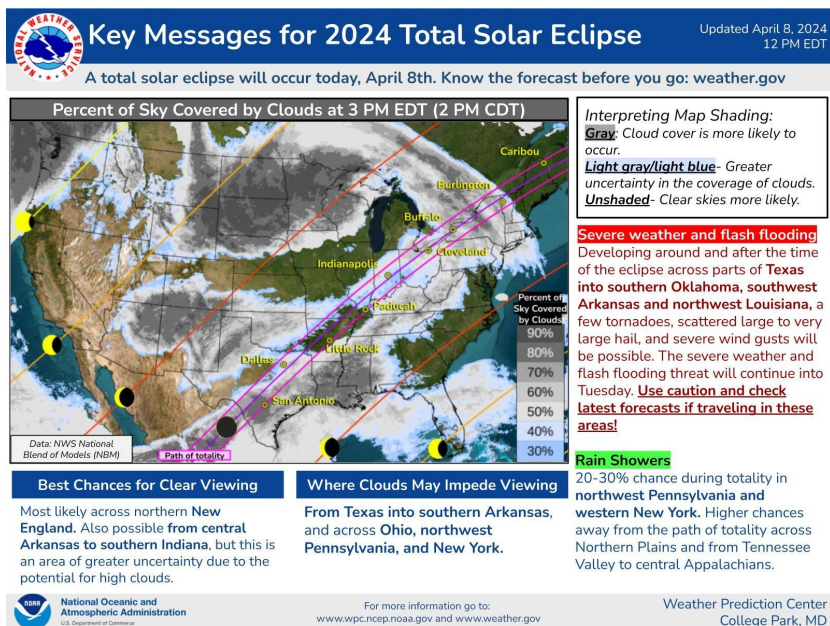 NATIONAL WEATHER SERVICE
Key Messages for 2024 Total Solar Eclipse
Updated April 8, 2024
12 PM EDT
A total solar eclipse will occur today, April 8th. Know the forecast before you go: weather.gov
Percent of Sky Covered by Clouds at 3 PM EDT (2 PM CDT)
Caribou
Burlington
Buffalo
Cleveland
Indianapolis
Paducah
Little Rock
Dallas
San Antonio
Percent of
Sky Covered
by Clouds
90%
80%
70%
60%
50%
40%
30%
Data: NWS National
Blend of Models (NBM)
Path of totality
Interpreting Map Shading:
Gray: Cloud cover is more likely to
occur.
Light gray/light blue- Greater
uncertainty in the coverage of clouds.
Unshaded- Clear skies more likely.
Severe weather and flash flooding
Developing around and after the time
of the eclipse across parts of Texas
into southern Oklahoma, southwest
Arkansas and northwest Louisiana, a
few tornadoes, scattered large to very
large hail, and severe wind gusts will
be possible. The severe weather and
flash flooding threat will continue into
Tuesday. Use caution and check
latest forecasts if traveling in these
areas!
Rain Showers
20-30% chance during totality in
northwest Pennsylvania and
western New York. Higher chances
away from the path of totality across
Northern Plains and from Tennessee
Valley to central Appalachians.
Best Chances for Clear Viewing
Most likely across northern New
England. Also possible from central
Arkansas to southern Indiana, but this is
an area of greater uncertainty due to the
potential for high clouds.
Where Clouds May Impede Viewing
From Texas into southern Arkansas,
and across Ohio, northwest
Pennsylvania, and New York.
NOAA
National Oceanic and
Atmospheric Administration
U.S. Department of Commerce
For more information go to:
www.wpc.ncep.noaa.gov and www.weather.gov
Weather Prediction Center
College Park, MD